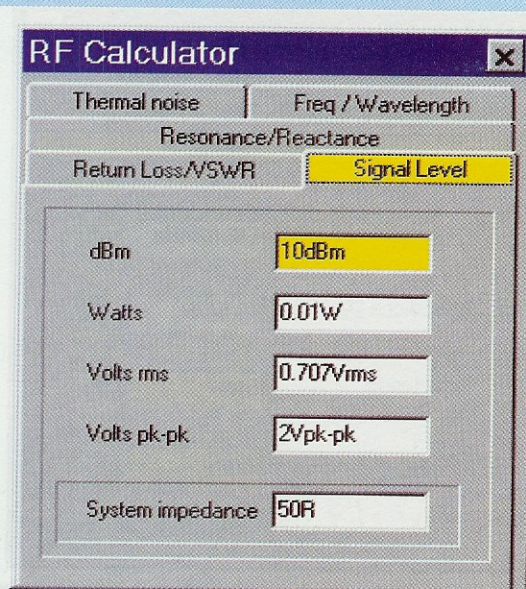 RF Calculator
Thermal noise Freq / Wavelength
Resonance/Reactance
Return Loss/VSWR Signal Level
dBm 10dBm
Watts 0.01W
Volts rms 0.707Vrms
Volts pk-pk 2Vpk-pk
System impedance 50R